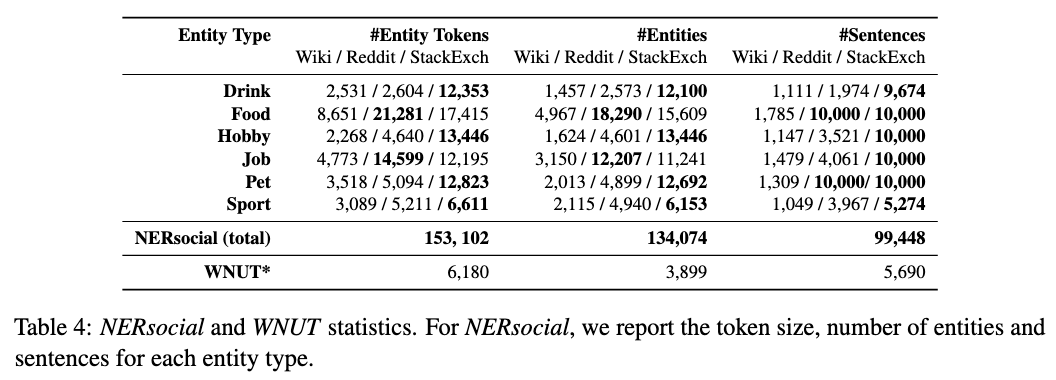 Entity Type #Entity Tokens #Entities #Sentences
Wiki / Reddit / StackExch Wiki / Reddit / StackExch Wiki / Reddit / StackExch
Drink 2,531 / 2,604 / 12,353 1,457 / 2,573 / 12,100 1,111 / 1,974 / 9,674
Food 8,651 / 21,281 / 17,415 4,967 / 18,290 / 15,609 1,785 / 10,000 / 10,000
Hobby 2,268 / 4,640 / 13,446 1,624 / 4,601 / 13,446 1,147 / 3,521 / 10,000
Job 4,773 / 14,599 / 12,195 3,150 / 12,207 / 11,241 1,479 / 4,061 / 10,000
Pet 3,518 / 5,094 / 12,823 2,013 / 4,899 / 12,692 1,309 / 10,000/ 10,000
Sport 3,089 / 5,211 / 6,611 2,115 / 4,940 / 6,153 1,049 / 3,967 / 5,274
NERsocial (total) 153, 102 134,074 99,448
WNUT* 6,180 3,899 5,690
Table 4: NERsocial and WNUT statistics. For NERsocial, we report the token size, number of entities and
sentences for each entity type.